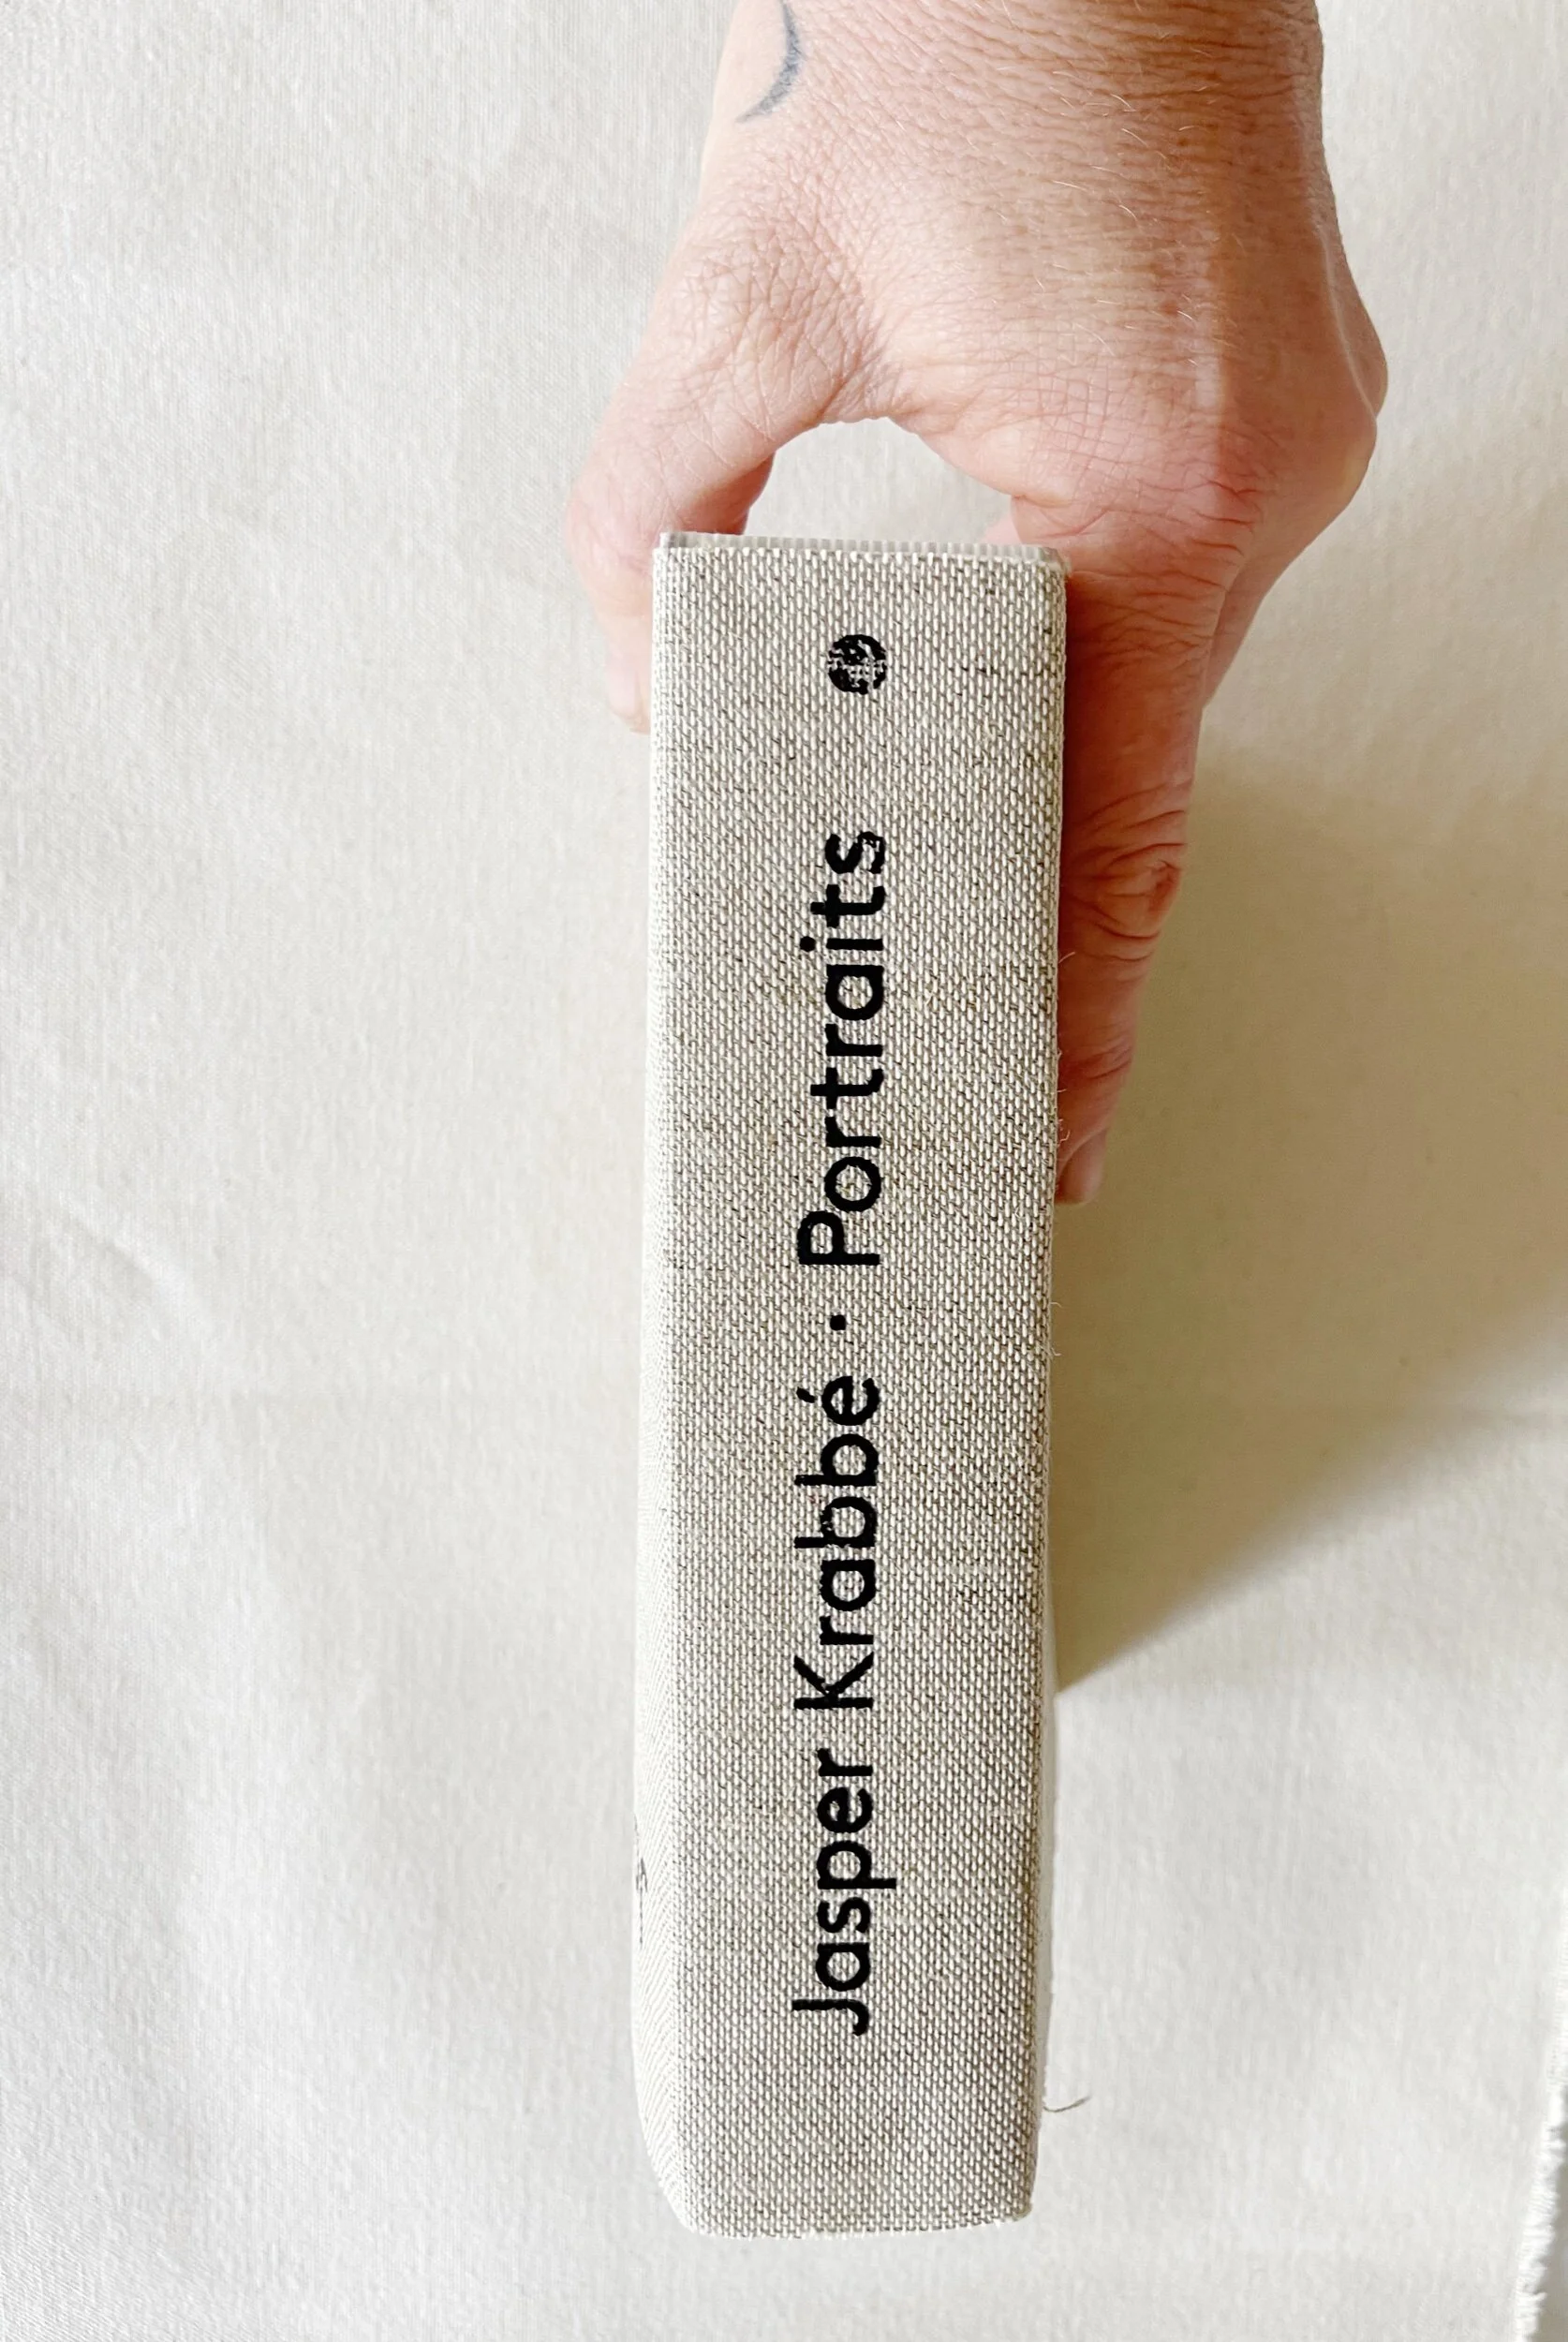 Jasper Krabbé · Portraits